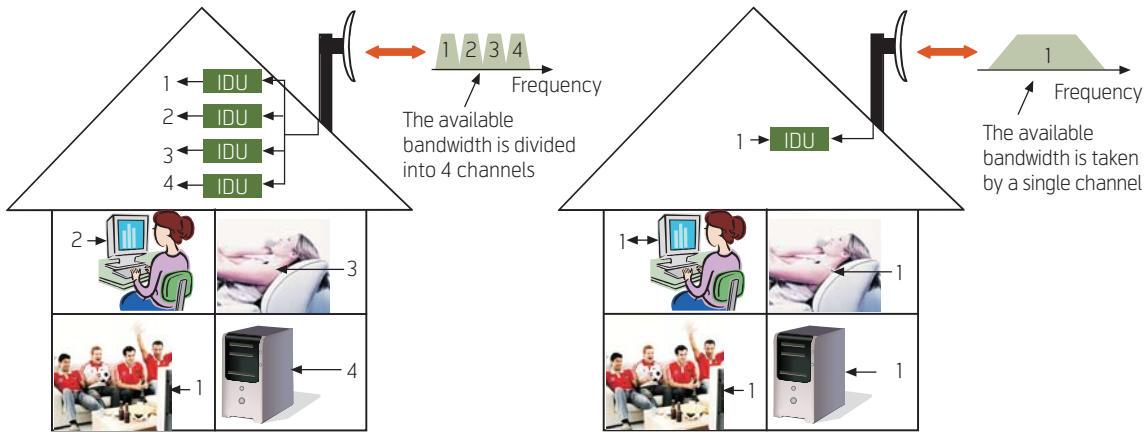 1 2 3 4
Frequency
The available
bandwidth is divided
into 4 channels
1 IDU
2 IDU
3 IDU
4 IDU
2
3
1
4
1
Frequency
The available
bandwidth is taken
by a single channel
1 IDU
1
1
1
1